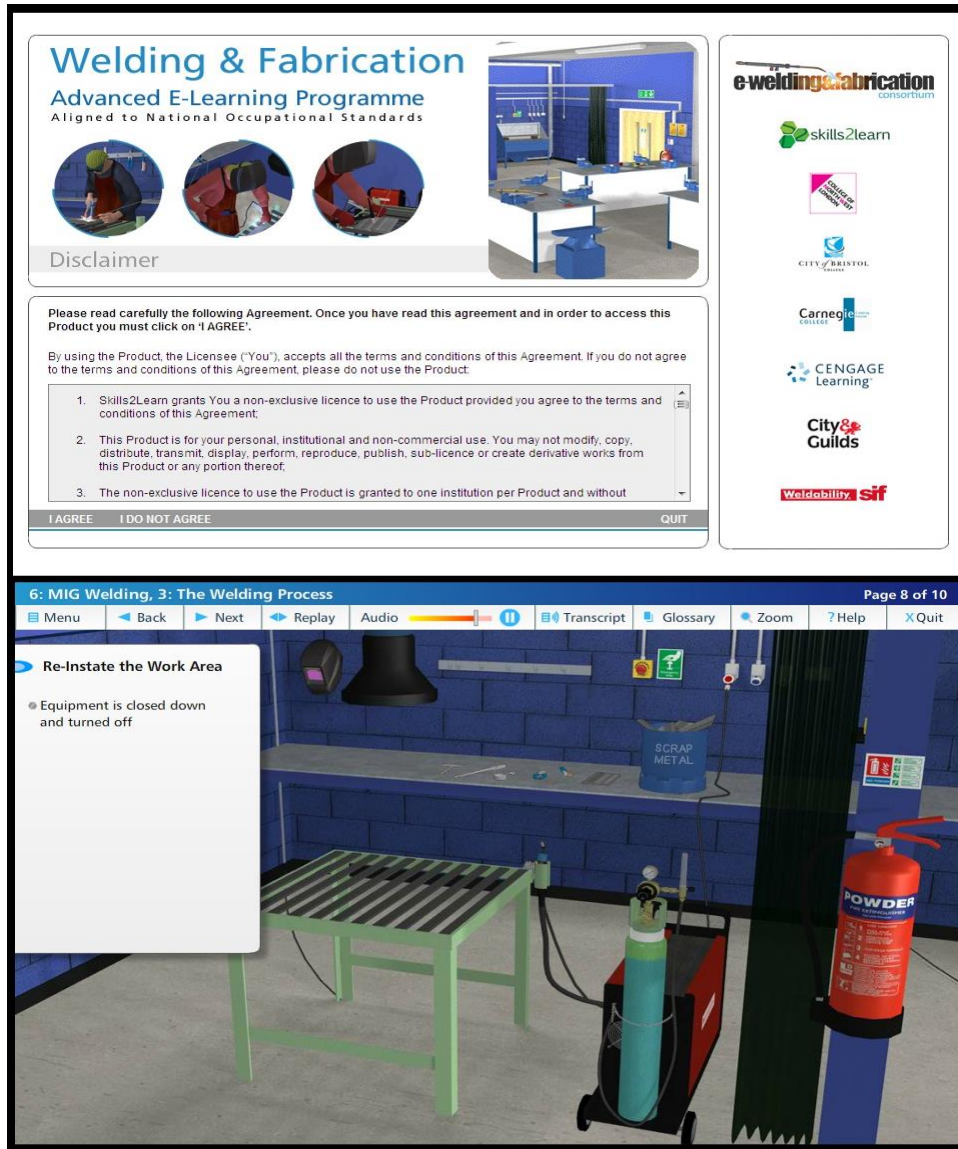 Welding & Fabrication
Advanced E-Learning Programme
Aligned to National Occupational Standards
Disclaimer
Please read carefully the following Agreement. Once you have read this agreement and in order to access this
Product you must click on ‘I AGREE’.
By using the Product, the Licensee (“You”), accepts all the terms and conditions of this Agreement. If you do not agree
to the terms and conditions of this Agreement, please do not use the Product:
1. Skills2Learn grants You a non-exclusive licence to use the Product provided you agree to the terms and
conditions of this Agreement;
2. This Product is for your personal, institutional and non-commercial use. You may not modify, copy,
distribute, transmit, display, perform, reproduce, publish, sub-licence or create derivative works from
this Product or any portion thereof;
3. The non-exclusive licence to use the Product is granted to one institution per Product and without
I AGREE I DO NOT AGREE QUIT
e-welding&fabrication
consortium
skills2learn
COLLEGE OF
NORTH WEST
LONDON
CITY of BRISTOL
COLLEGE
Carnegie
COLLEGE
CENGAGE
Learning
City&
Guilds
Weldability sif
6: MIG Welding, 3: The Welding Process Page 8 of 10
Menu Back Next Replay Audio Transcript Glossary Zoom ? Help X Quit
Re-Instate the Work Area
Equipment is closed down
and turned off
SCRAP
METAL
POWDER
FIRE EXTINGUISHER